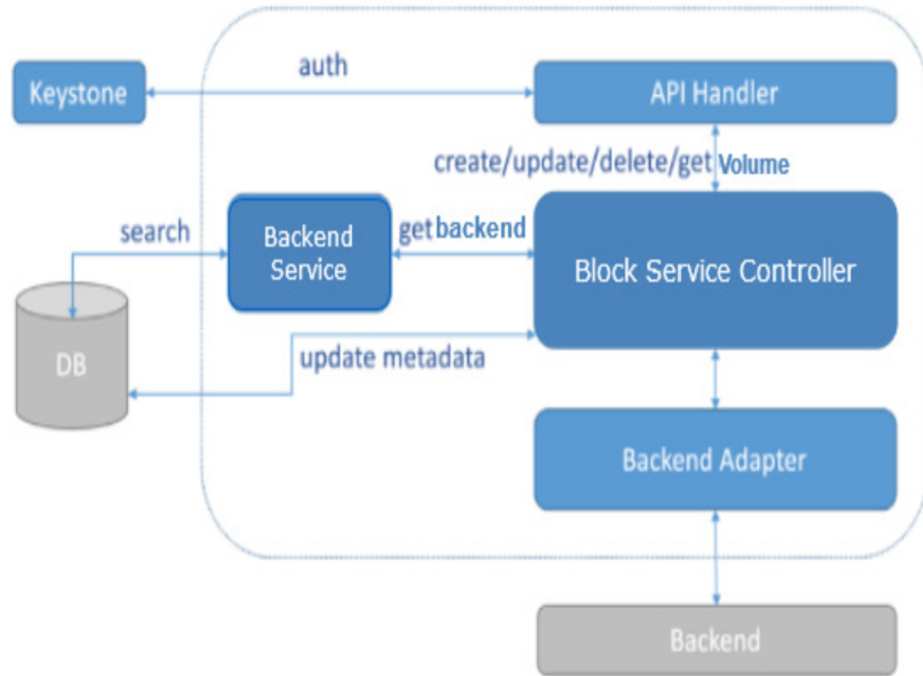 auth
Keystone
API Handler
create/update/delete/get Volume
search
Backend
Service
get backend
Block Service Controller
DB
update metadata
Backend Adapter
Backend